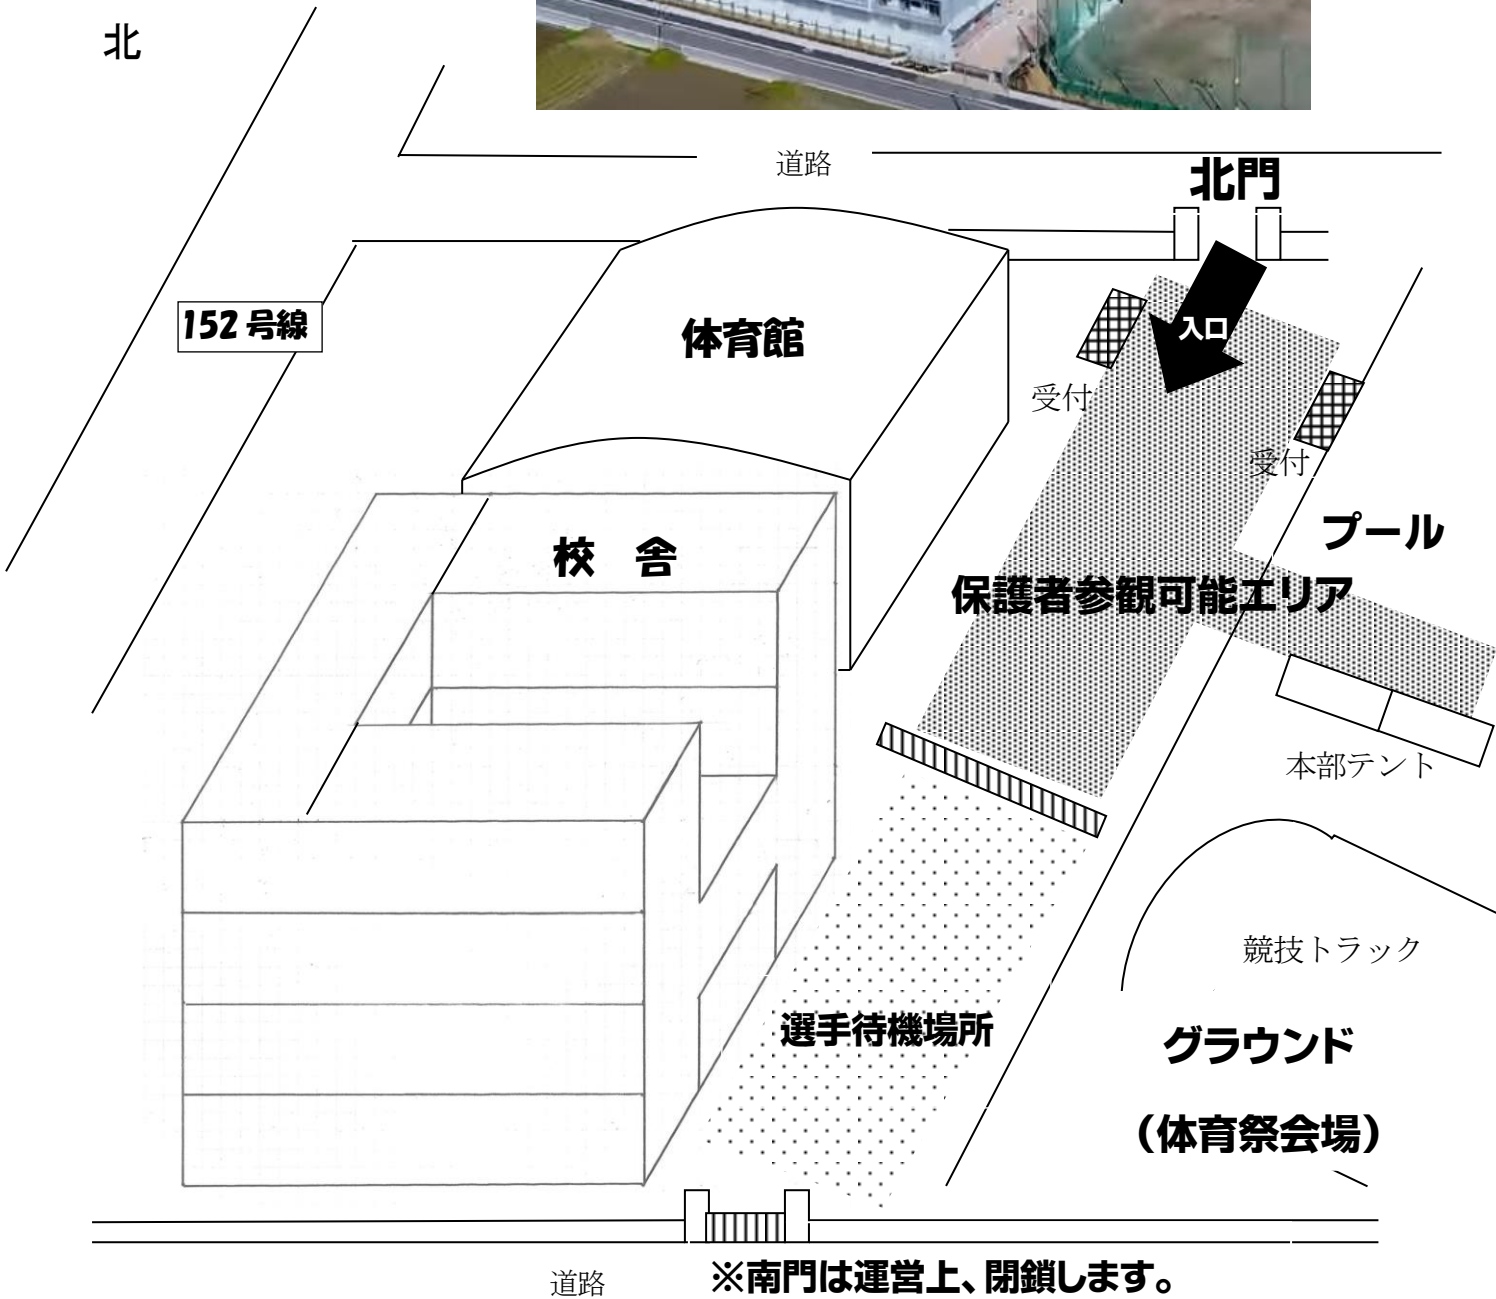 北
道路
北門
入口
152号線
体育館
受付
受付
プール
校　舎
保護者参観可能エリア
本部テント
競技トラック
選手待機場所
グラウンド
（体育祭会場）
※南門は運営上、閉鎖します。
道路